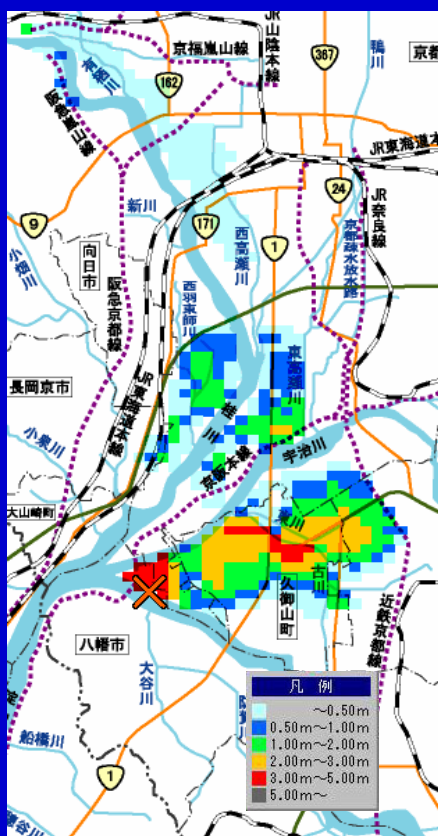 JR山陰本線
京福嵐山線
鴨川
367
京都
有栖川
162
阪急嵐山線
JR東海道本
24
JR奈良線
新川
171
1
9
西高瀬川
京都疎水放水路
小畑川
向日市
阪急京都線
西羽束師川
東高瀬川
長岡京市
JR東海道本線
桂川
小泉川
宇治川
京阪本線
大山崎町
古川
久御山町
近鉄京都線
八幡市
大谷川
船橋川
1
凡 例
～0.50m
0.50m～1.00m
1.00m～2.00m
2.00m～3.00m
3.00m～5.00m
5.00m～